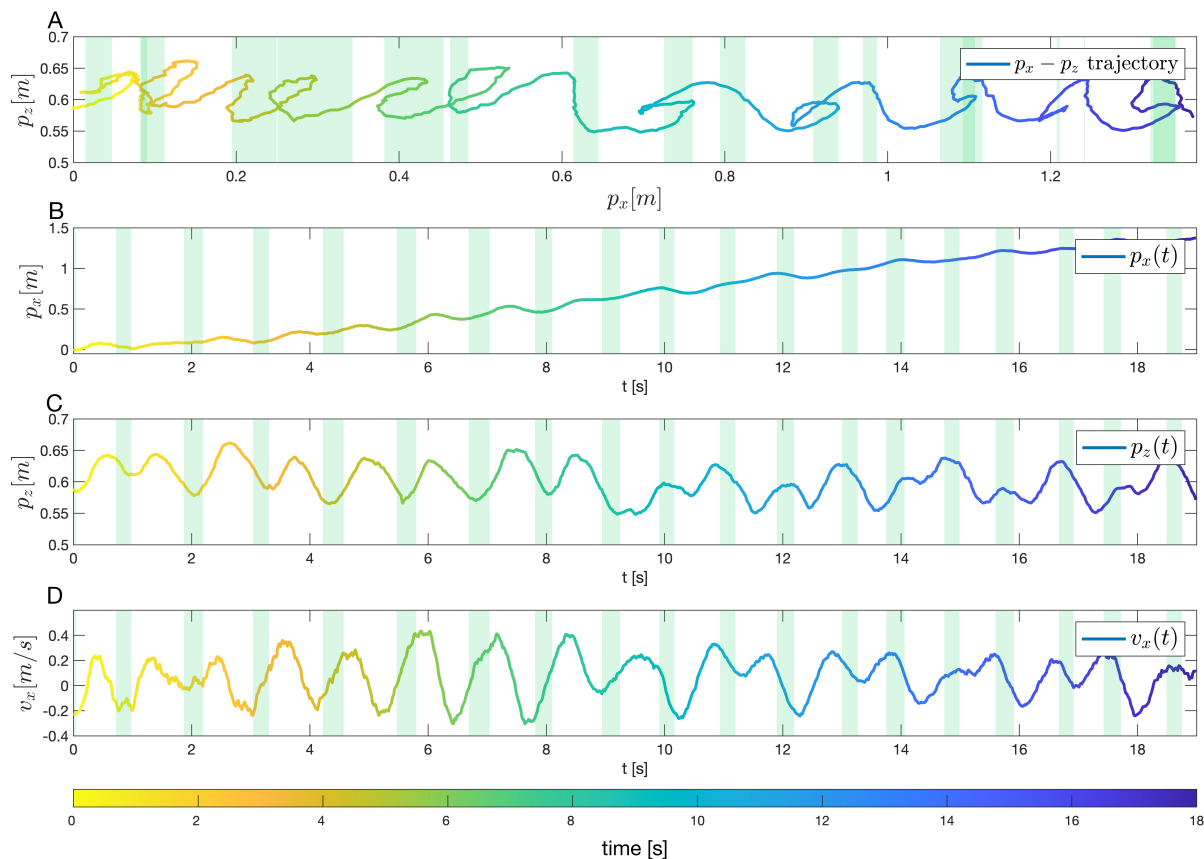 A
0.7
0.65
0.6
0.55
0.5
p_z[m]
p_x − p_z trajectory
0 0.2 0.4 0.6 0.8 1 1.2
p_x[m]
B
1.5
1
0.5
0
p_x[m]
p_x(t)
0 2 4 6 8 10 12 14 16 18
t [s]
C
0.7
0.65
0.6
0.55
0.5
p_z[m]
p_z(t)
0 2 4 6 8 10 12 14 16 18
t [s]
D
0.4
0.2
0
-0.2
-0.4
v_x[m/s]
v_x(t)
0 2 4 6 8 10 12 14 16 18
t [s]
0 2 4 6 8 10 12 14 16 18
time [s]